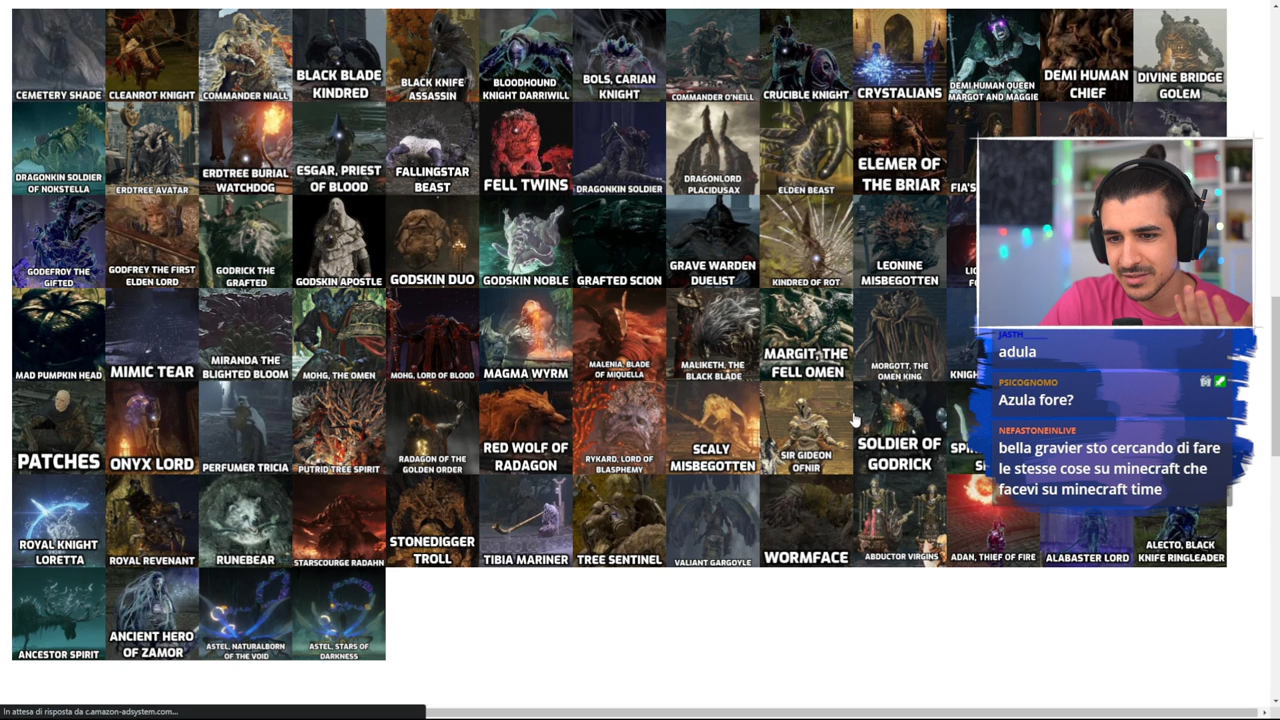 CEMETERY SHADE
CLEANROT KNIGHT
COMMANDER NIALL
BLACK BLADE
KINDRED
BLACK KNIFE
ASSASSIN
BLOODHOUND
KNIGHT DARRIWILL
BOLS, CARIAN
KNIGHT
COMMANDER O'NEILL
CRUCIBLE KNIGHT
CRYSTALIANS
DEMI HUMAN QUEEN
MARGOT AND MAGGIE
DEMI HUMAN
CHIEF
DIVINE BRIDGE
GOLEM
DRAGONKIN SOLDIER
OF NOKSTELLA
ERDTREE AVATAR
ERDTREE BURIAL
WATCHDOG
ESGAR, PRIEST
OF BLOOD
FALLINGSTAR
BEAST
FELL TWINS
DRAGONKIN SOLDIER
DRAGONLORD
PLACIDUSAX
ELDEN BEAST
ELEMER OF
THE BRIAR
FIA'S
GODEFROY THE
GIFTED
GODFREY THE FIRST
ELDEN LORD
GODRICK THE
GRAFTED
GODSKIN APOSTLE
GODSKIN DUO
GODSKIN NOBLE
GRAFTED SCION
GRAVE WARDEN
DUELIST
KINDRED OF ROT
LEONINE
MISBEGOTTEN
MAD PUMPKIN HEAD
MIMIC TEAR
MIRANDA THE
BLIGHTED BLOOM
MOHG, THE OMEN
MOHG, LORD OF BLOOD
MAGMA WYRM
MALENIA, BLADE
OF MIQUELLA
MALIKETH, THE
BLACK BLADE
MARGIT, THE
FELL OMEN
MORGOTT, THE
OMEN KING
KNIGH
PATCHES
ONYX LORD
PERFUMER TRICIA
PUTRID TREE SPIRIT
RADAGON OF THE
GOLDEN ORDER
RED WOLF OF
RADAGON
RYKARD, LORD OF
BLASPHEMY
SCALY
MISBEGOTTEN
SIR GIDEON
OFNIR
SOLDIER OF
GODRICK
ROYAL KNIGHT
LORETTA
ROYAL REVENANT
RUNEBEAR
STARSCOURGE RADAHN
STONEDIGGER
TROLL
TIBIA MARINER
TREE SENTINEL
VALIANT GARGOYLE
WORMFACE
ABDUCTOR VIRGINS
ADAN, THIEF OF FIRE
ALABASTER LORD
ALECTO, BLACK
KNIFE RINGLEADER
ANCESTOR SPIRIT
ANCIENT HERO
OF ZAMOR
ASTEL, NATURALBORN
OF THE VOID
ASTEL, STARS OF
DARKNESS
adula
PSICOGNOMO
Azula fore?
NEFASTONEINLIVE
bella gravier sto cercando di fare
le stesse cose su minecraft che
facevi su minecraft time
In attesa di risposta da c.amazon-adsystem.com...